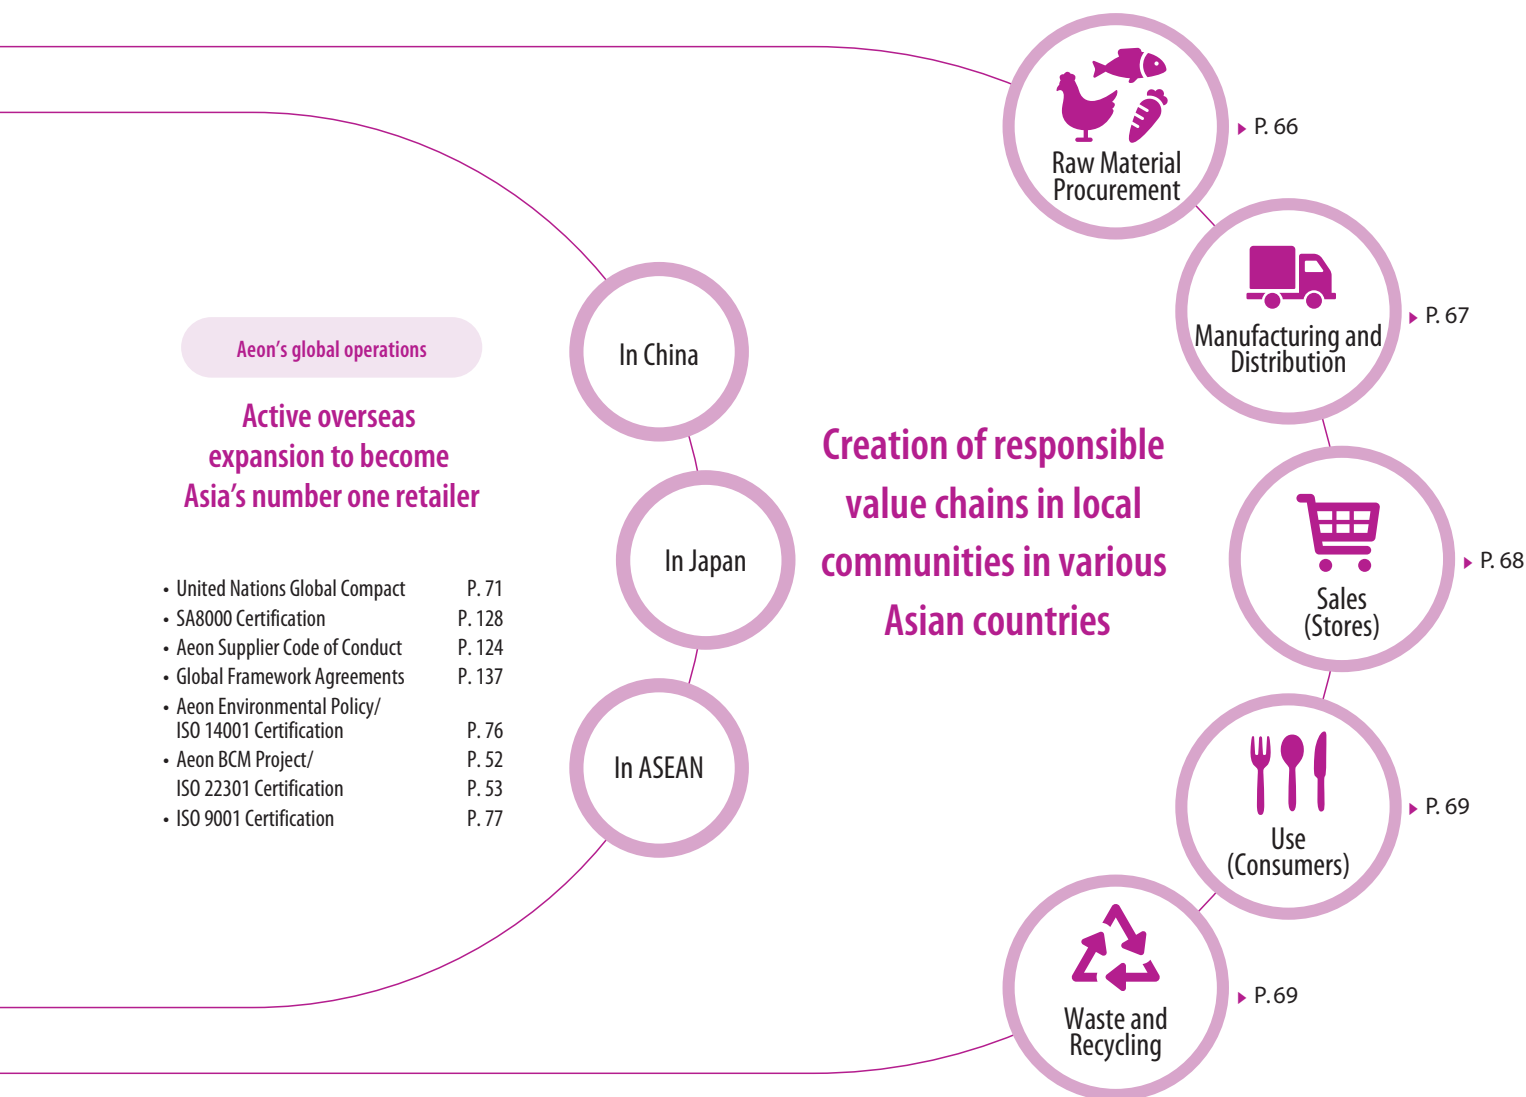 Aeon's global operations
Active overseas
expansion to become
Asia's number one retailer
• United Nations Global Compact P. 71
• SA8000 Certification P. 128
• Aeon Supplier Code of Conduct P. 124
• Global Framework Agreements P. 137
• Aeon Environmental Policy/
ISO 14001 Certification P. 76
• Aeon BCM Project/ P. 52
ISO 22301 Certification P. 53
• ISO 9001 Certification P. 77
In China
In Japan
In ASEAN
Creation of responsible
value chains in local
communities in various
Asian countries
Raw Material
Procurement
P. 66
Manufacturing and
Distribution
P. 67
Sales
(Stores)
P. 68
Use
(Consumers)
P. 69
Waste and
Recycling
P. 69